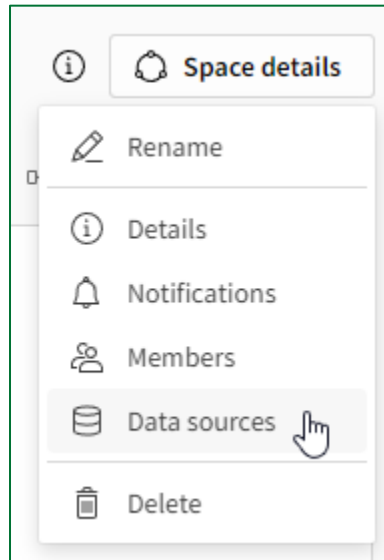 Space details
Rename
Details
Notifications
Members
Data sources
Delete